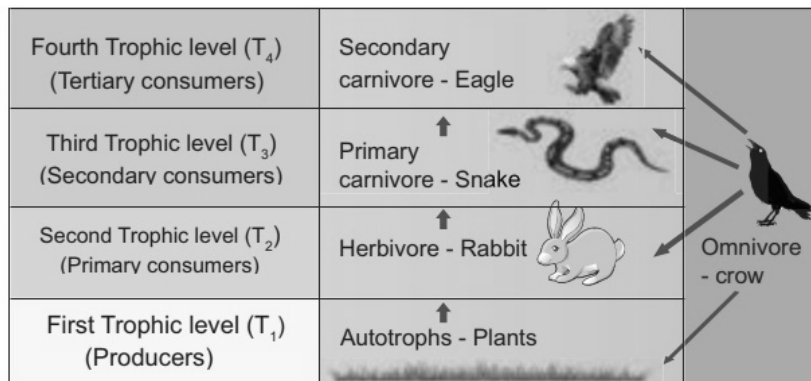 Fourth Trophic level (T4)
(Tertiary consumers)
Secondary
carnivore - Eagle
Third Trophic level (T3)
(Secondary consumers)
Primary
carnivore - Snake
Second Trophic level (T2)
(Primary consumers)
Herbivore - Rabbit
Omnivore
- crow
First Trophic level (T1)
(Producers)
Autotrophs - Plants